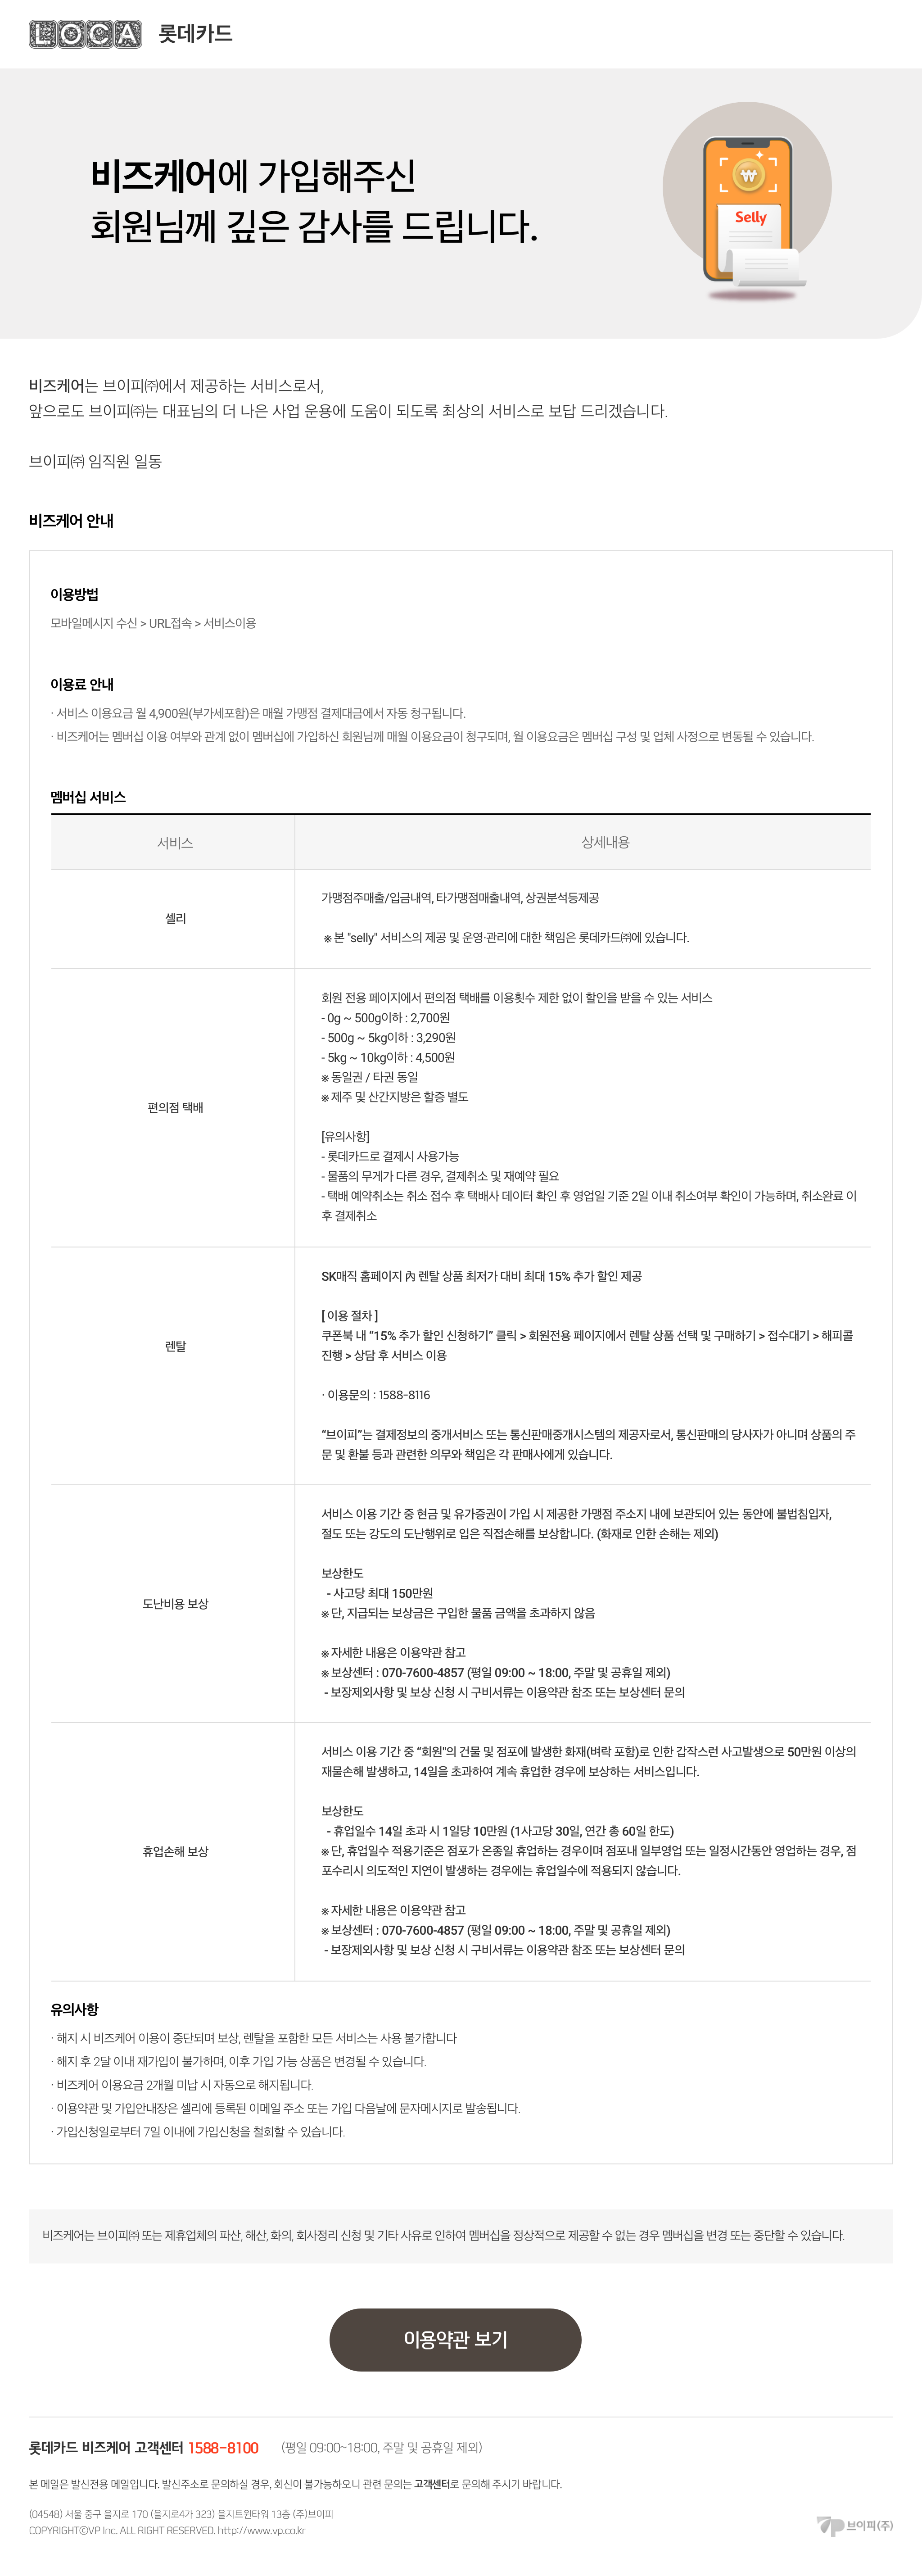 LOCA 롯데카드
비즈케어에 가입해주신
회원님께 깊은 감사를 드립니다.
₩
Selly
비즈케어는 브이피㈜에서 제공하는 서비스로서,
앞으로도 브이피㈜는 대표님의 더 나은 사업 운용에 도움이 되도록 최상의 서비스로 보답 드리겠습니다.
브이피㈜ 임직원 일동
비즈케어 안내
이용방법
모바일메시지 수신 > URL접속 > 서비스이용
이용료 안내
· 서비스 이용요금 월 4,900원(부가세포함)은 매월 가맹점 결제대금에서 자동 청구됩니다.
· 비즈케어는 멤버십 이용 여부와 관계 없이 멤버십에 가입하신 회원님께 매월 이용요금이 청구되며, 월 이용요금은 멤버십 구성 및 업체 사정으로 변동될 수 있습니다.
멤버십 서비스
서비스 상세내용
셀리
가맹점주매출/입금내역, 타가맹점매출내역, 상권분석등제공
※ 본 "selly" 서비스의 제공 및 운영·관리에 대한 책임은 롯데카드㈜에 있습니다.
편의점 택배
회원 전용 페이지에서 편의점 택배를 이용횟수 제한 없이 할인을 받을 수 있는 서비스
- 0g ~ 500g이하 : 2,700원
- 500g ~ 5kg이하 : 3,290원
- 5kg ~ 10kg이하 : 4,500원
※ 동일권 / 타권 동일
※ 제주 및 산간지방은 할증 별도
[유의사항]
- 롯데카드로 결제시 사용가능
- 물품의 무게가 다른 경우, 결제취소 및 재예약 필요
- 택배 예약취소는 취소 접수 후 택배사 데이터 확인 후 영업일 기준 2일 이내 취소여부 확인이 가능하며, 취소완료 이
후 결제취소
렌탈
SK매직 홈페이지 內 렌탈 상품 최저가 대비 최대 15% 추가 할인 제공
[ 이용 절차 ]
쿠폰북 내 “15% 추가 할인 신청하기” 클릭 > 회원전용 페이지에서 렌탈 상품 선택 및 구매하기 > 접수대기 > 해피콜
진행 > 상담 후 서비스 이용
· 이용문의 : 1588-8116
“브이피”는 결제정보의 중개서비스 또는 통신판매중개시스템의 제공자로서, 통신판매의 당사자가 아니며 상품의 주
문 및 환불 등과 관련한 의무와 책임은 각 판매사에게 있습니다.
도난비용 보상
서비스 이용 기간 중 현금 및 유가증권이 가입 시 제공한 가맹점 주소지 내에 보관되어 있는 동안에 불법침입자,
절도 또는 강도의 도난행위로 입은 직접손해를 보상합니다. (화재로 인한 손해는 제외)
보상한도
- 사고당 최대 150만원
※ 단, 지급되는 보상금은 구입한 물품 금액을 초과하지 않음
※ 자세한 내용은 이용약관 참고
※ 보상센터 : 070-7600-4857 (평일 09:00 ~ 18:00, 주말 및 공휴일 제외)
- 보장제외사항 및 보상 신청 시 구비서류는 이용약관 참조 또는 보상센터 문의
휴업손해 보상
서비스 이용 기간 중 “회원"의 건물 및 점포에 발생한 화재(벼락 포함)로 인한 갑작스런 사고발생으로 50만원 이상의
재물손해 발생하고, 14일을 초과하여 계속 휴업한 경우에 보상하는 서비스입니다.
보상한도
- 휴업일수 14일 초과 시 1일당 10만원 (1사고당 30일, 연간 총 60일 한도)
※ 단, 휴업일수 적용기준은 점포가 온종일 휴업하는 경우이며 점포내 일부영업 또는 일정시간동안 영업하는 경우, 점
포수리시 의도적인 지연이 발생하는 경우에는 휴업일수에 적용되지 않습니다.
※ 자세한 내용은 이용약관 참고
※ 보상센터 : 070-7600-4857 (평일 09:00 ~ 18:00, 주말 및 공휴일 제외)
- 보장제외사항 및 보상 신청 시 구비서류는 이용약관 참조 또는 보상센터 문의
유의사항
· 해지 시 비즈케어 이용이 중단되며 보상, 렌탈을 포함한 모든 서비스는 사용 불가합니다
· 해지 후 2달 이내 재가입이 불가하며, 이후 가입 가능 상품은 변경될 수 있습니다.
· 비즈케어 이용요금 2개월 미납 시 자동으로 해지됩니다.
· 이용약관 및 가입안내장은 셀리에 등록된 이메일 주소 또는 가입 다음날에 문자메시지로 발송됩니다.
· 가입신청일로부터 7일 이내에 가입신청을 철회할 수 있습니다.
비즈케어는 브이피㈜ 또는 제휴업체의 파산, 해산, 화의, 회사정리 신청 및 기타 사유로 인하여 멤버십을 정상적으로 제공할 수 없는 경우 멤버십을 변경 또는 중단할 수 있습니다.
이용약관 보기
롯데카드 비즈케어 고객센터 1588-8100 (평일 09:00~18:00, 주말 및 공휴일 제외)
본 메일은 발신전용 메일입니다. 발신주소로 문의하실 경우, 회신이 불가능하오니 관련 문의는 고객센터로 문의해 주시기 바랍니다.
(04548) 서울 중구 을지로 170 (을지로4가 323) 을지트윈타워 13층 (주)브이피
COPYRIGHTⓒVP Inc. ALL RIGHT RESERVED. http://www.vp.co.kr
VP 브이피(주)